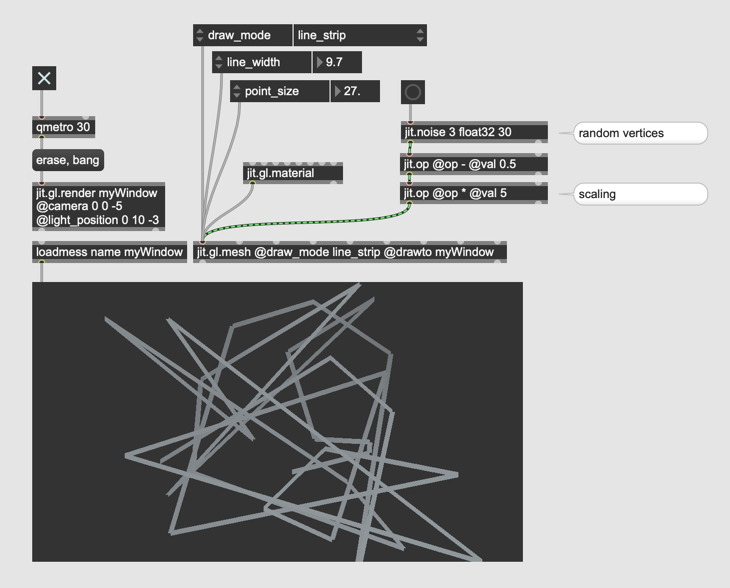 draw_mode line_strip
line_width 9.7
point_size 27.
qmetro 30
jit.noise 3 float32 30
random vertices
erase, bang
jit.op @op - @val 0.5
jit.gl.material
jit.gl.render myWindow
@camera 0 0 -5
@light_position 0 10 -3
jit.op @op * @val 5
scaling
loadmess name myWindow
jit.gl.mesh @draw_mode line_strip @drawto myWindow